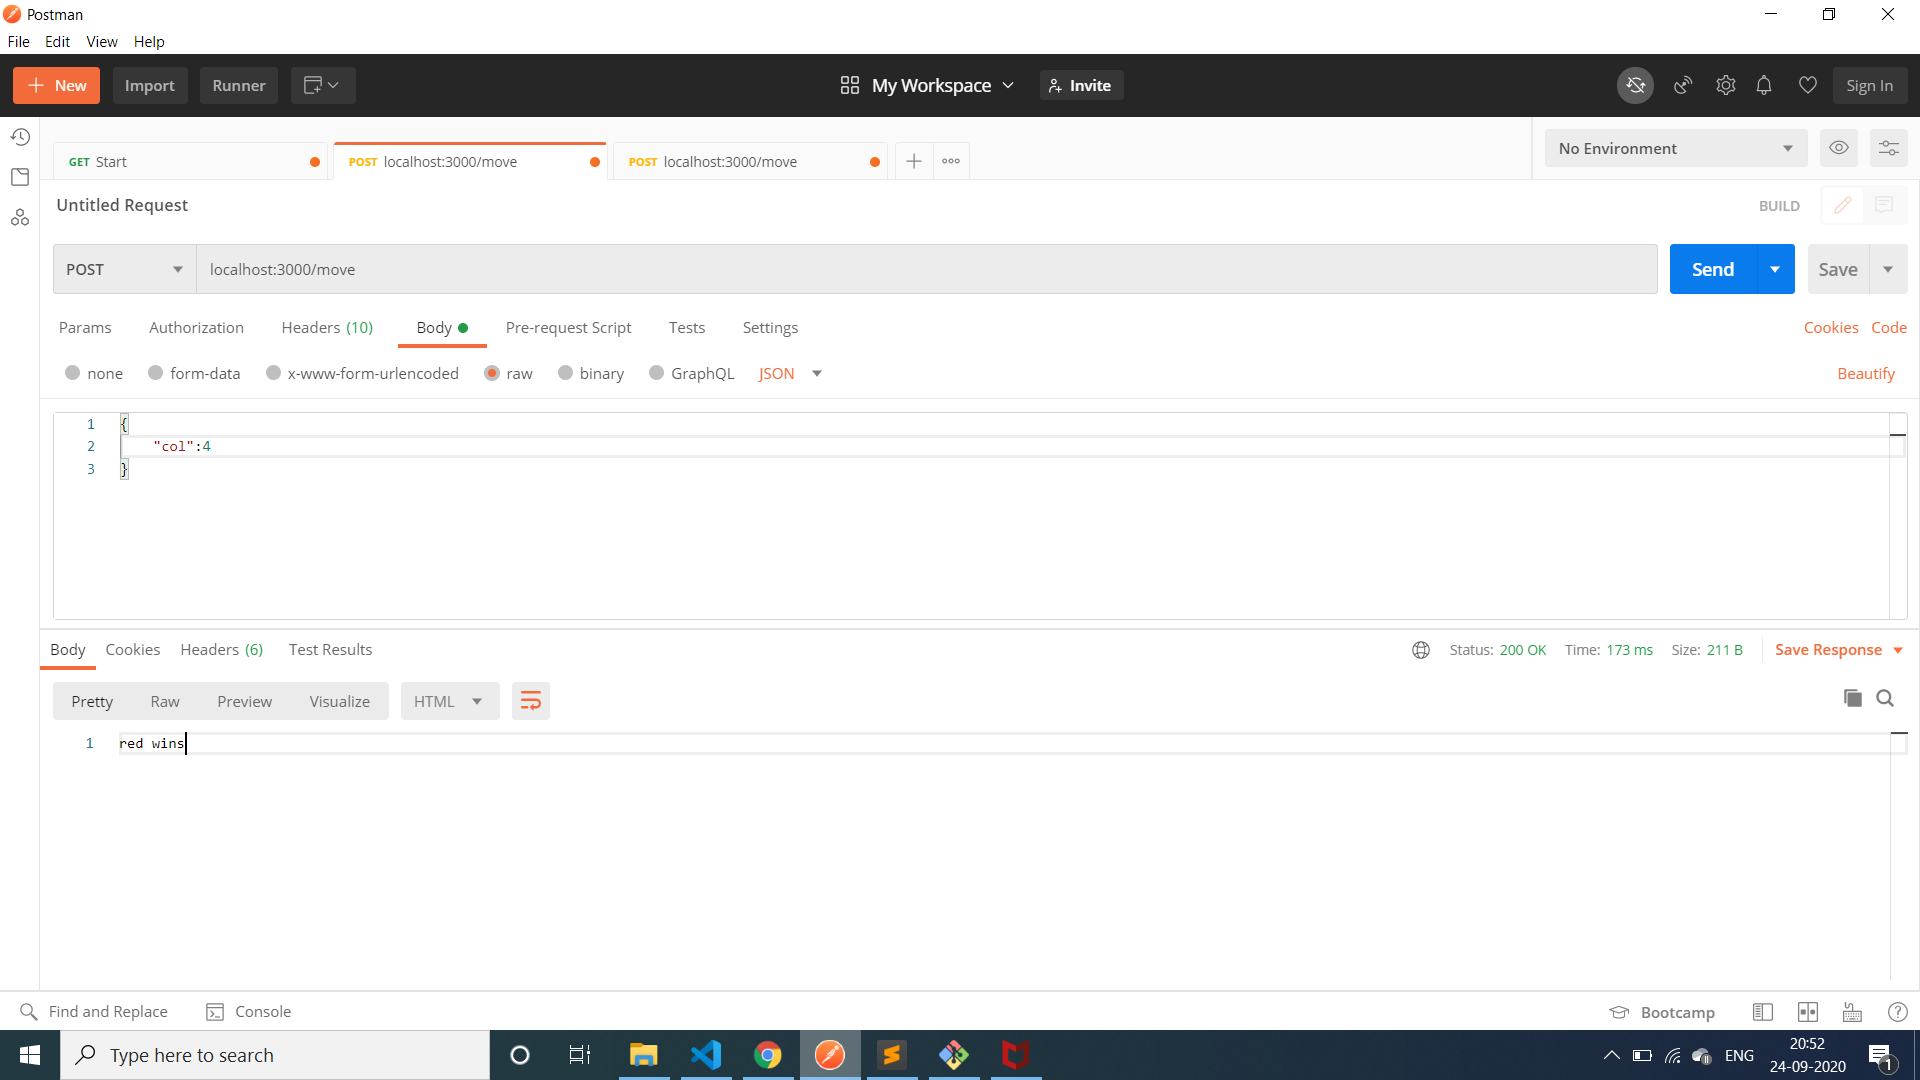 Postman
File Edit View Help
New Import Runner My Workspace Invite Sign In
GET Start POST localhost:3000/move POST localhost:3000/move No Environment
Untitled Request BUILD
POST localhost:3000/move Send Save
Params Authorization Headers (10) Body Pre-request Script Tests Settings Cookies Code
none form-data x-www-form-urlencoded raw binary GraphQL JSON Beautify
1 {
2 "col":4
3 }
Body Cookies Headers (6) Test Results Status: 200 OK Time: 173 ms Size: 211 B Save Response
Pretty Raw Preview Visualize HTML
1 red wins
Find and Replace Console Bootcamp
Type here to search ENG 20:52
24-09-2020 1